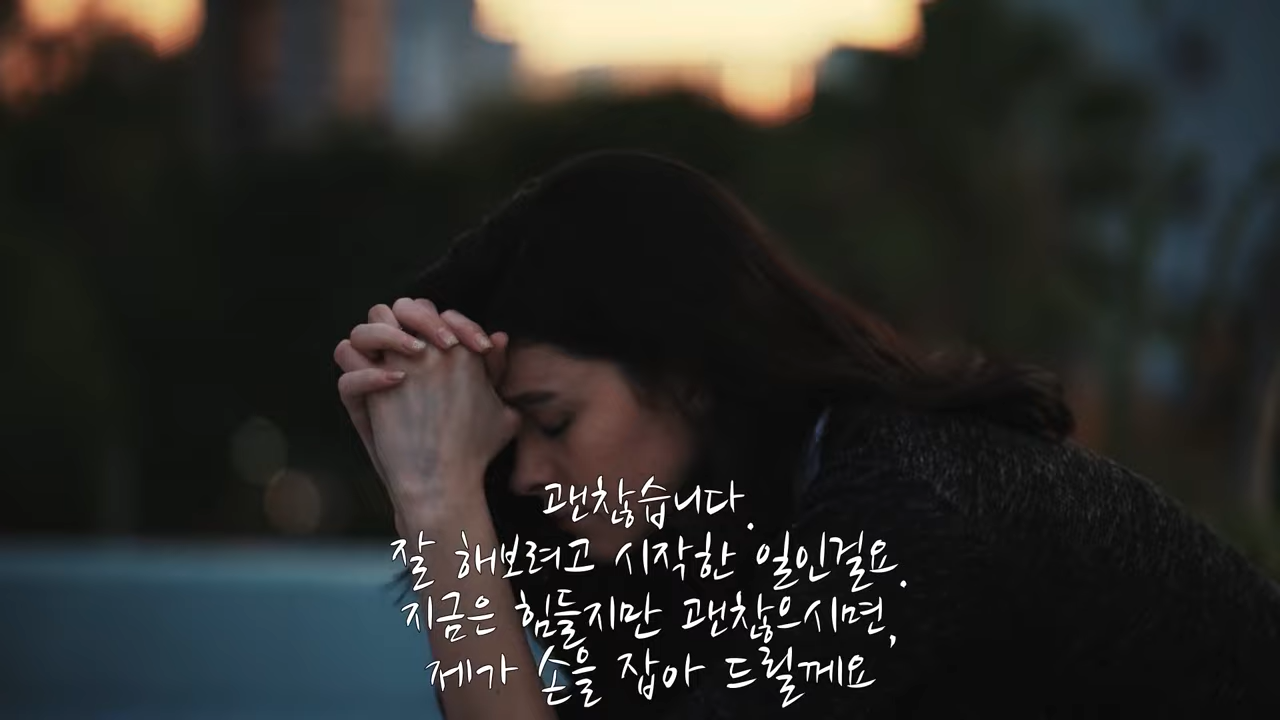 괜찮습니다.
잘 해보려고 시작한 일인걸요.
지금은 힘들지만 괜찮으시면,
제가 손을 잡아 드릴께요